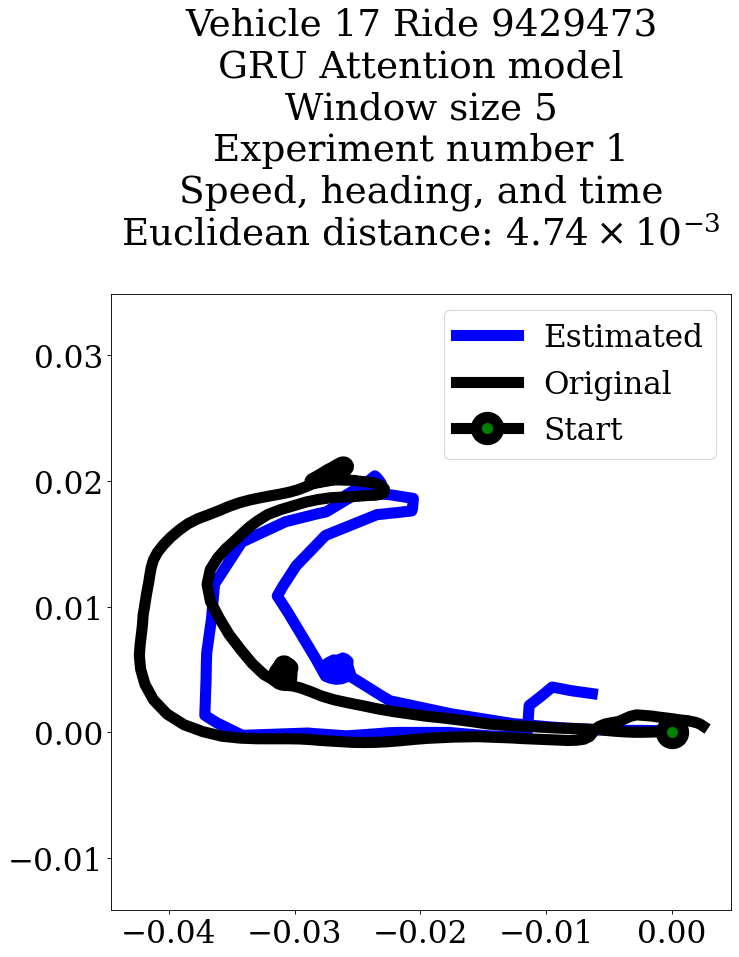 Vehicle 17 Ride 9429473
GRU Attention model
Window size 5
Experiment number 1
Speed, heading, and time
Euclidean distance: 4.74 × 10⁻³
Estimated
Original
Start
0.03
0.02
0.01
0.00
−0.01
−0.04 −0.03 −0.02 −0.01 0.00